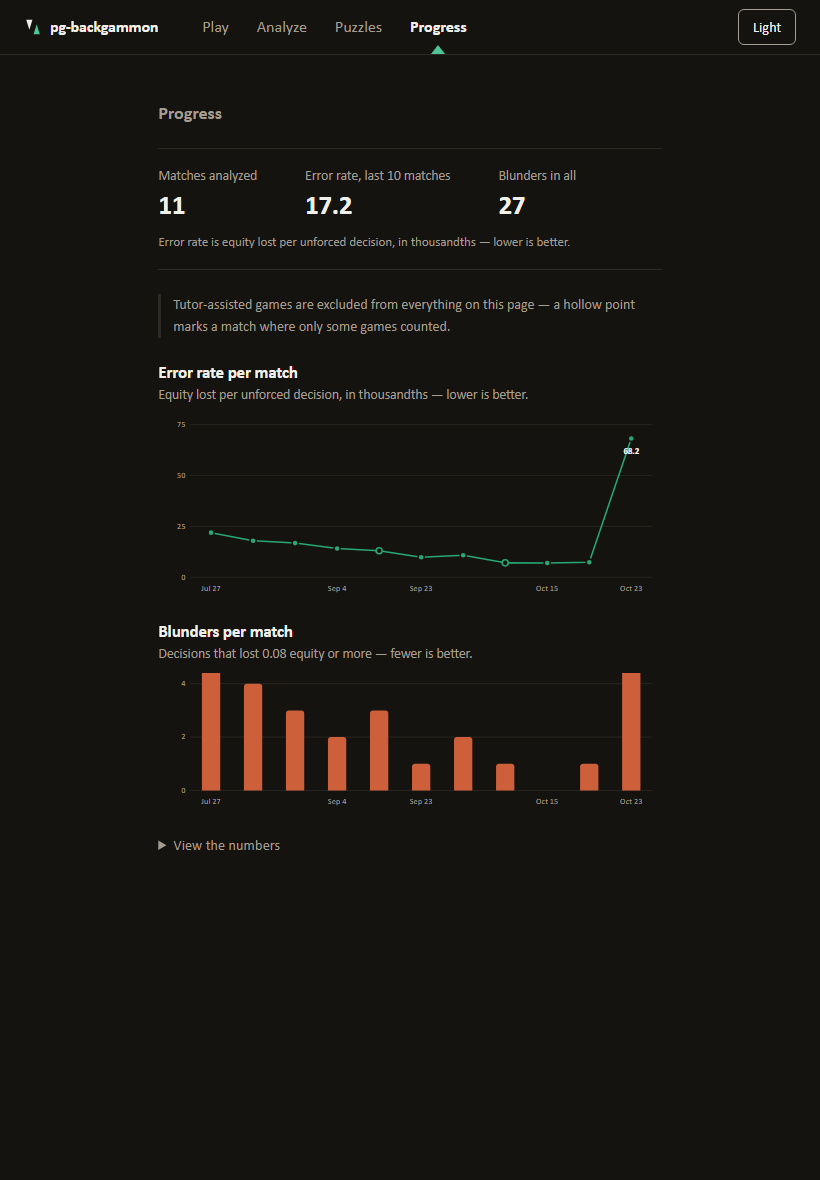 pg-backgammon Play Analyze Puzzles Progress Light
Progress
Matches analyzed Error rate, last 10 matches Blunders in all
11 17.2 27
Error rate is equity lost per unforced decision, in thousandths — lower is better.
Tutor-assisted games are excluded from everything on this page — a hollow point
marks a match where only some games counted.
Error rate per match
Equity lost per unforced decision, in thousandths — lower is better.
75
68.2
50
25
0
Jul 27 Sep 4 Sep 23 Oct 15 Oct 23
Blunders per match
Decisions that lost 0.08 equity or more — fewer is better.
4
2
0
Jul 27 Sep 4 Sep 23 Oct 15 Oct 23
View the numbers